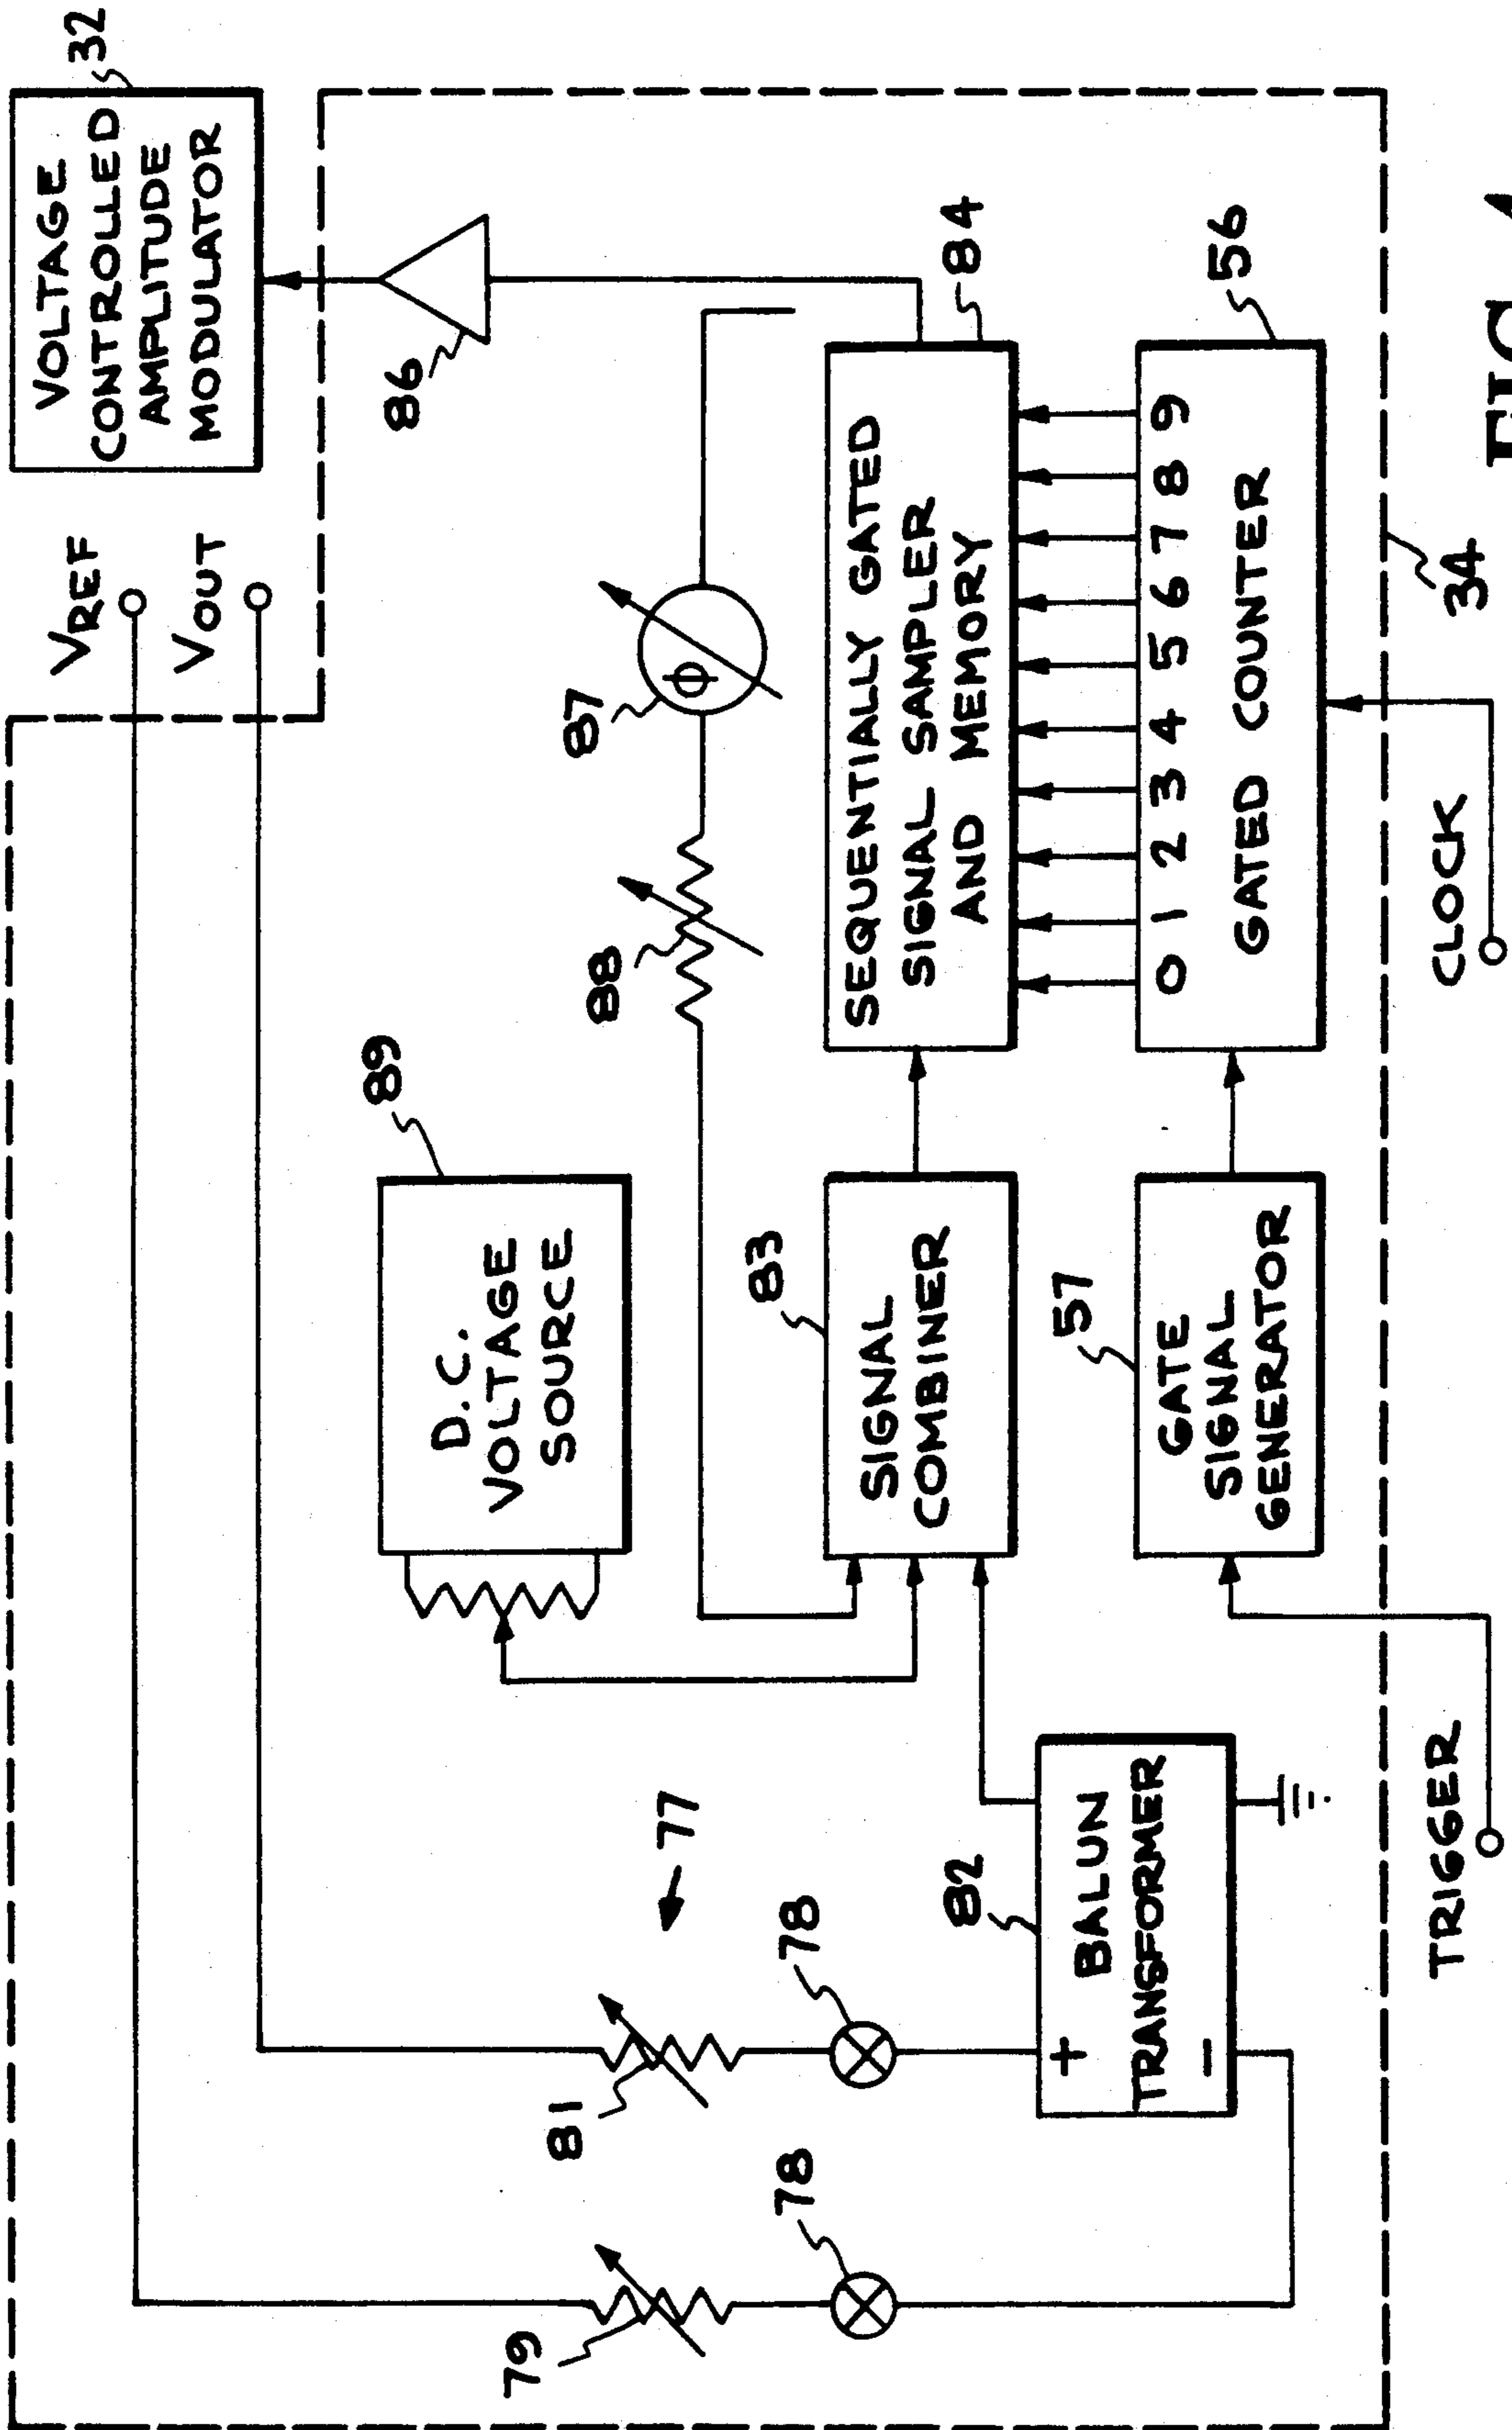 VOLTAGE
CONTROLLED
AMPLITUDE
MODULATOR
32
VREF
VOUT
86
89
D.C.
VOLTAGE
SOURCE
87
88
79
81
77
78
78
83
SIGNAL
COMBINER
SEQUENTIALLY GATED
SIGNAL SAMPLER
AND MEMORY
84
82
+ BALUN
TRANSFORMER
−
57
GATE
SIGNAL
GENERATOR
0 1 2 3 4 5 6 7 8 9
GATED COUNTER
56
34
TRIGGER
CLOCK
FIG.